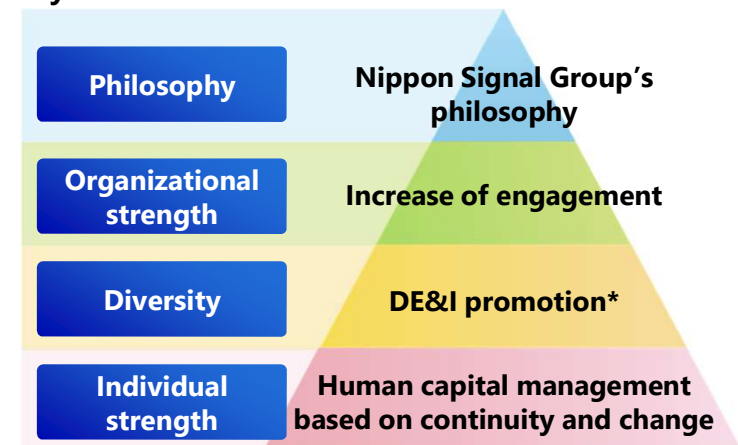 Philosophy
Nippon Signal Group's
philosophy
Organizational
strength
Increase of engagement
Diversity
DE&I promotion*
Individual
strength
Human capital management
based on continuity and change